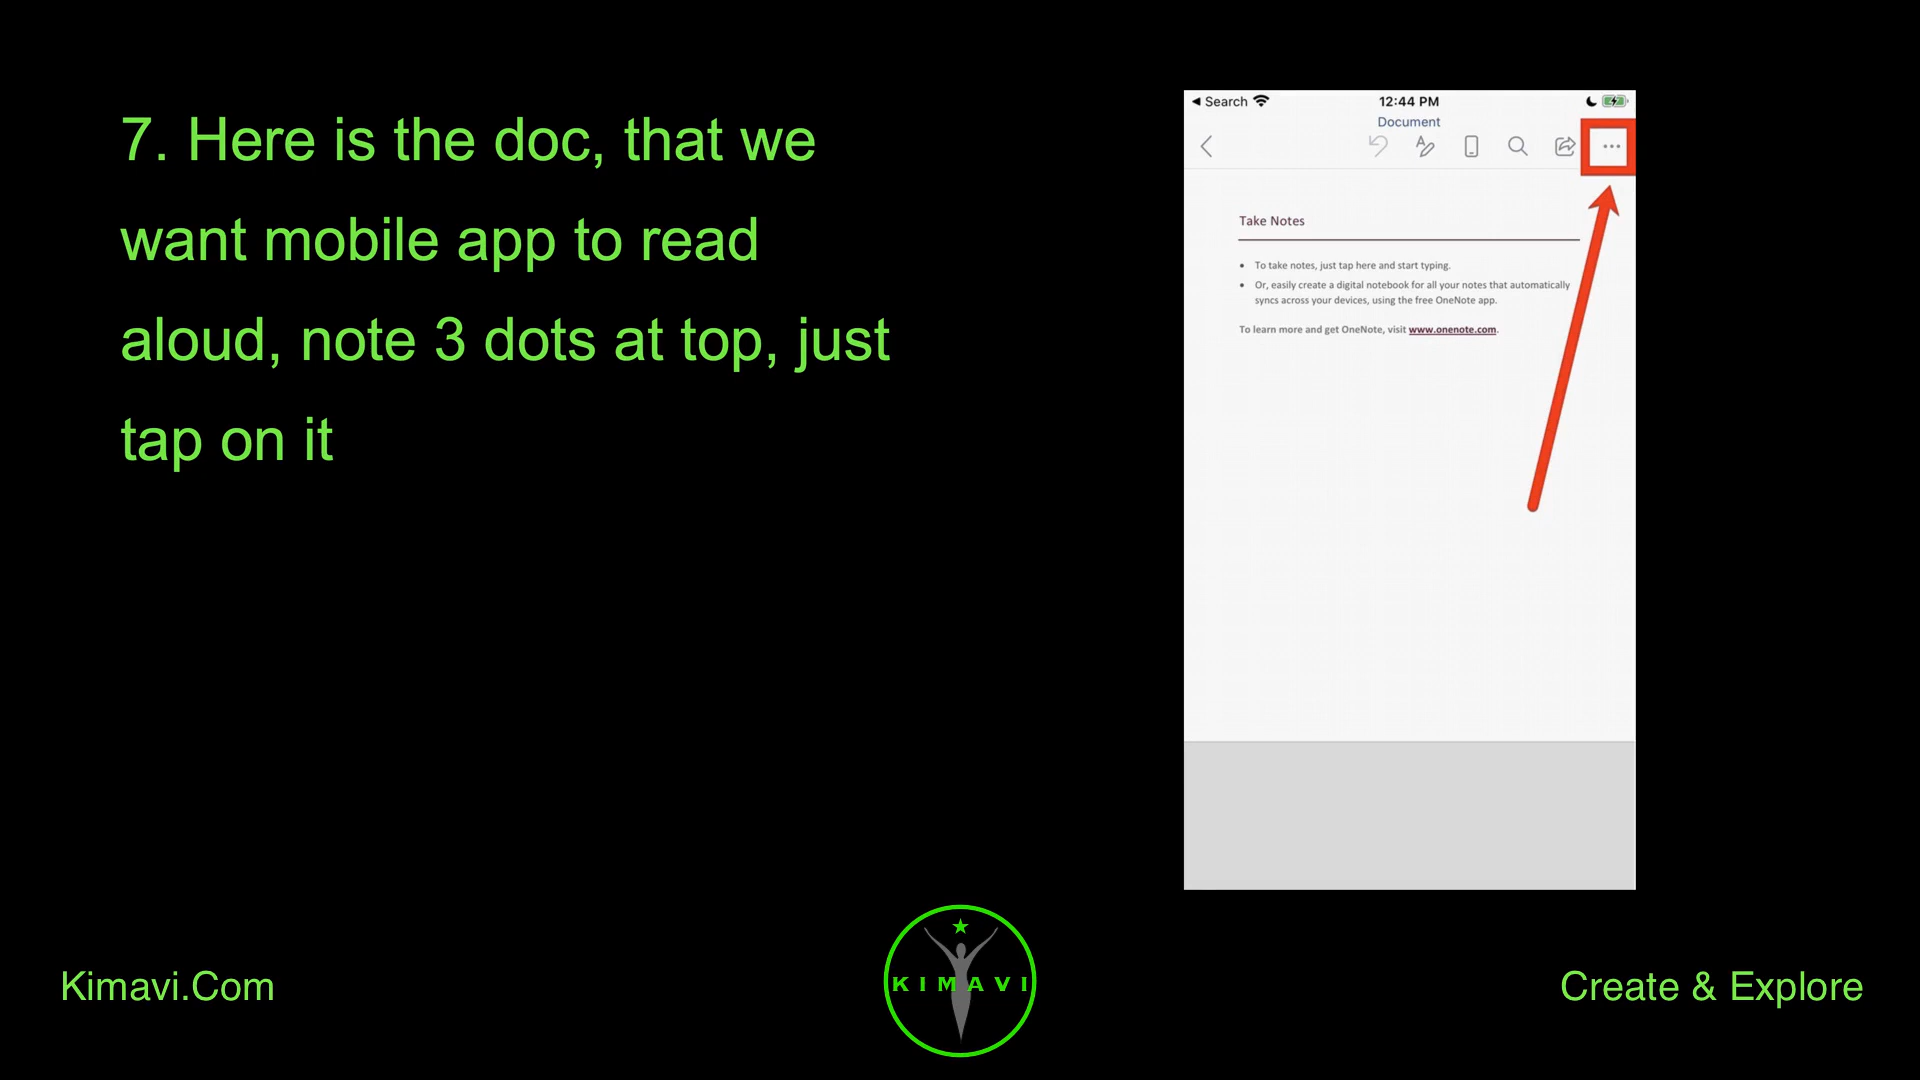 7. Here is the doc, that we
want mobile app to read
aloud, note 3 dots at top, just
tap on it
Search
12:44 PM
Document
Take Notes
• To take notes, just tap here and start typing.
• Or, easily create a digital notebook for all your notes that automatically
syncs across your devices, using the free OneNote app.
To learn more and get OneNote, visit www.onenote.com.
Kimavi.Com
KIMAVI
Create & Explore